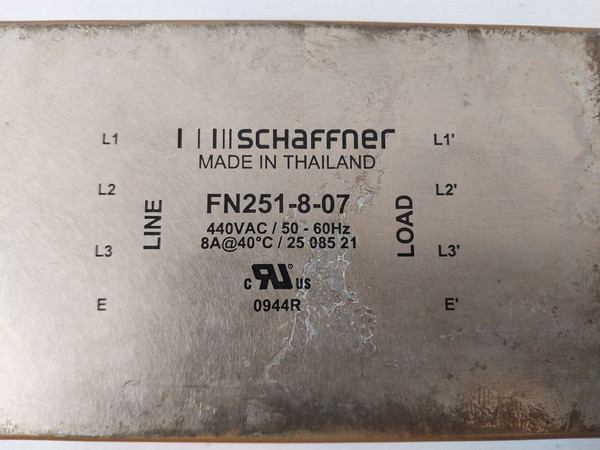 SCHAFFNER
MADE IN THAILAND
L1
L2
L3
E
LINE
FN251-8-07
440VAC / 50 - 60Hz
8A@40°C / 25 085 21
c RU ® US
0944R
LOAD
L1'
L2'
L3'
E'